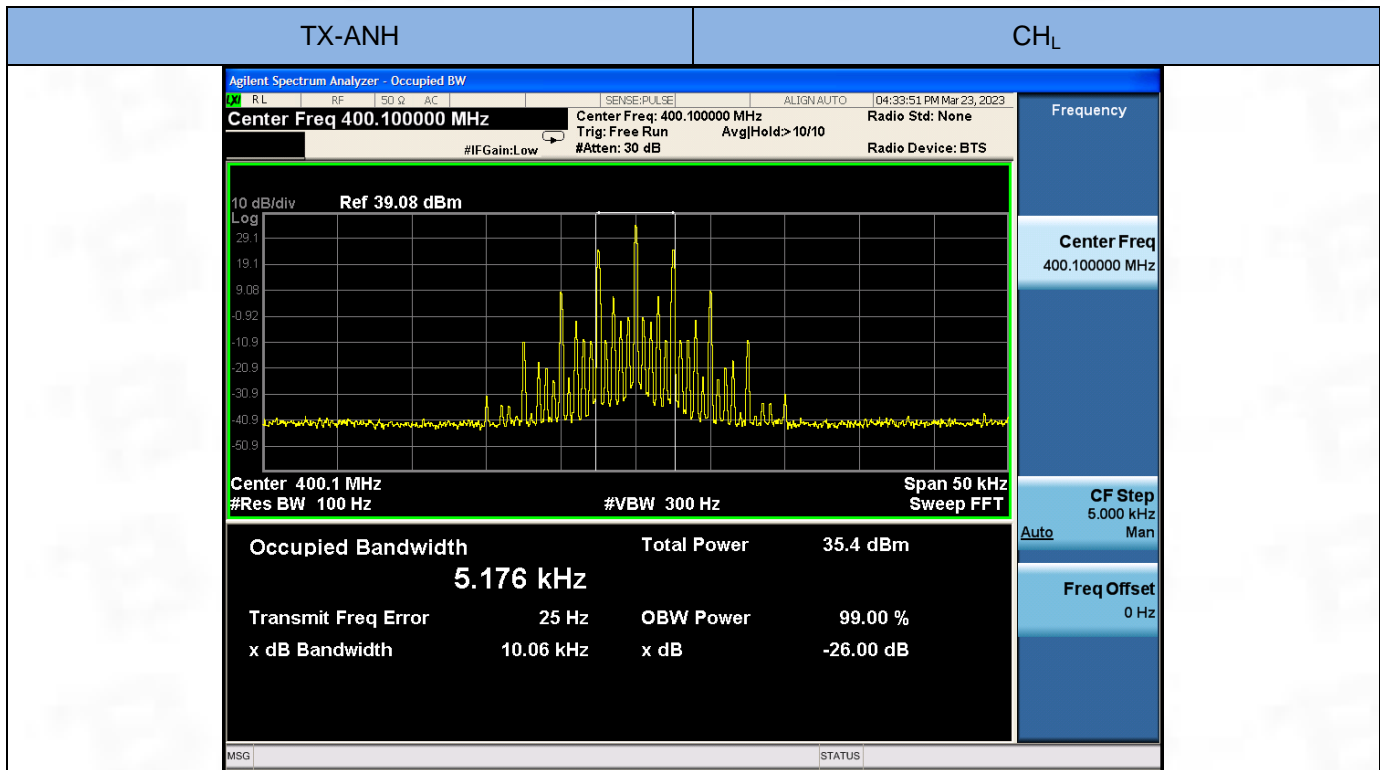 TX-ANH CHL
Agilent Spectrum Analyzer - Occupied BW
LXI RL RF 50 Ω AC SENSE:PULSE ALIGN AUTO 04:33:51 PM Mar 23, 2023
Center Freq 400.100000 MHz Center Freq: 400.100000 MHz Radio Std: None
Trig: Free Run Avg|Hold:>10/10
#IFGain:Low #Atten: 30 dB Radio Device: BTS
Frequency
10 dB/div Ref 39.08 dBm
Log
29.1
19.1
9.08
-0.92
-10.9
-20.9
-30.9
-40.9
-50.9
Center 400.1 MHz Span 50 kHz
#Res BW 100 Hz #VBW 300 Hz Sweep FFT
Occupied Bandwidth Total Power 35.4 dBm
5.176 kHz
Transmit Freq Error 25 Hz OBW Power 99.00 %
x dB Bandwidth 10.06 kHz x dB -26.00 dB
Center Freq
400.100000 MHz
CF Step
5.000 kHz
Auto Man
Freq Offset
0 Hz
MSG STATUS